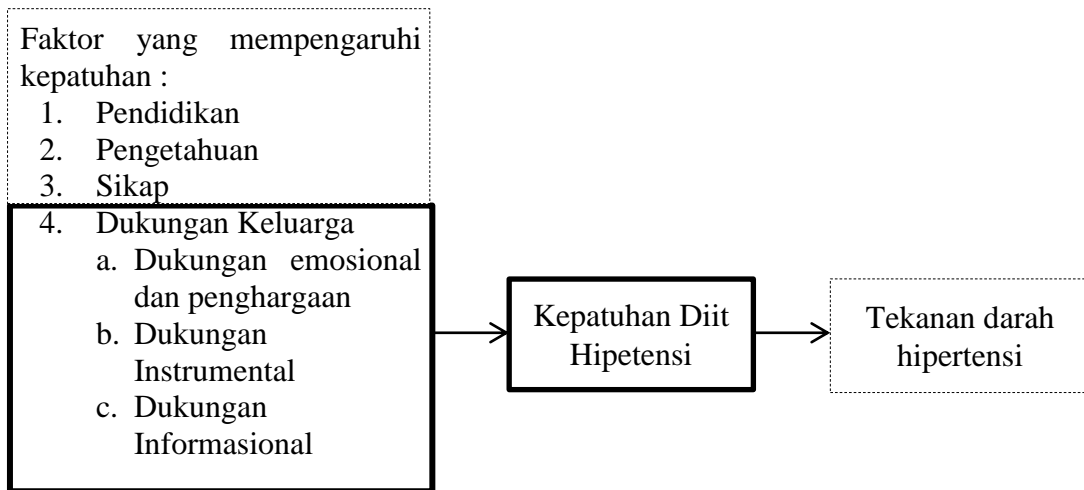 Faktor yang mempengaruhi
kepatuhan :
1. Pendidikan
2. Pengetahuan
3. Sikap
4. Dukungan Keluarga
a. Dukungan emosional
dan penghargaan
b. Dukungan
Instrumental
c. Dukungan
Informasional
Kepatuhan Diit
Hipetensi
Tekanan darah
hipertensi